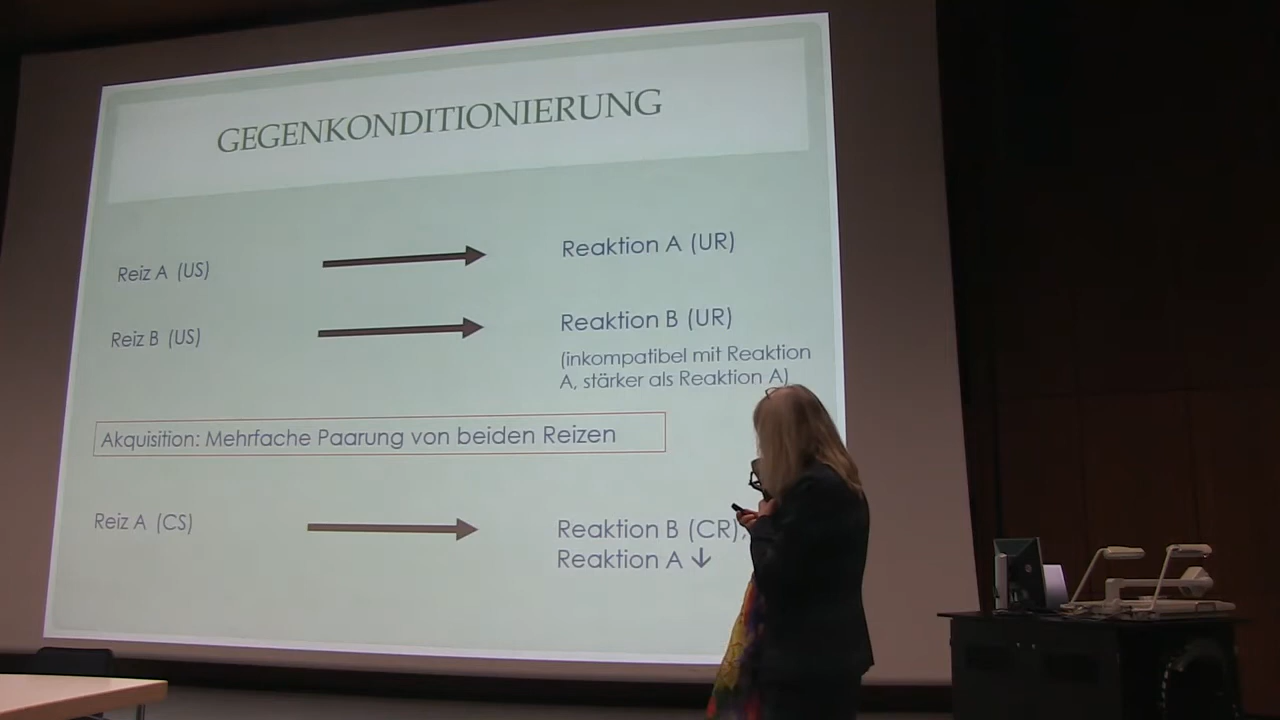 GEGENKONDITIONIERUNG
Reiz A (US)
Reaktion A (UR)
Reiz B (US)
Reaktion B (UR)
(inkompatibel mit Reaktion
A, stärker als Reaktion A)
Akquisition: Mehrfache Paarung von beiden Reizen
Reiz A (CS)
Reaktion B (CR),
Reaktion A ↓